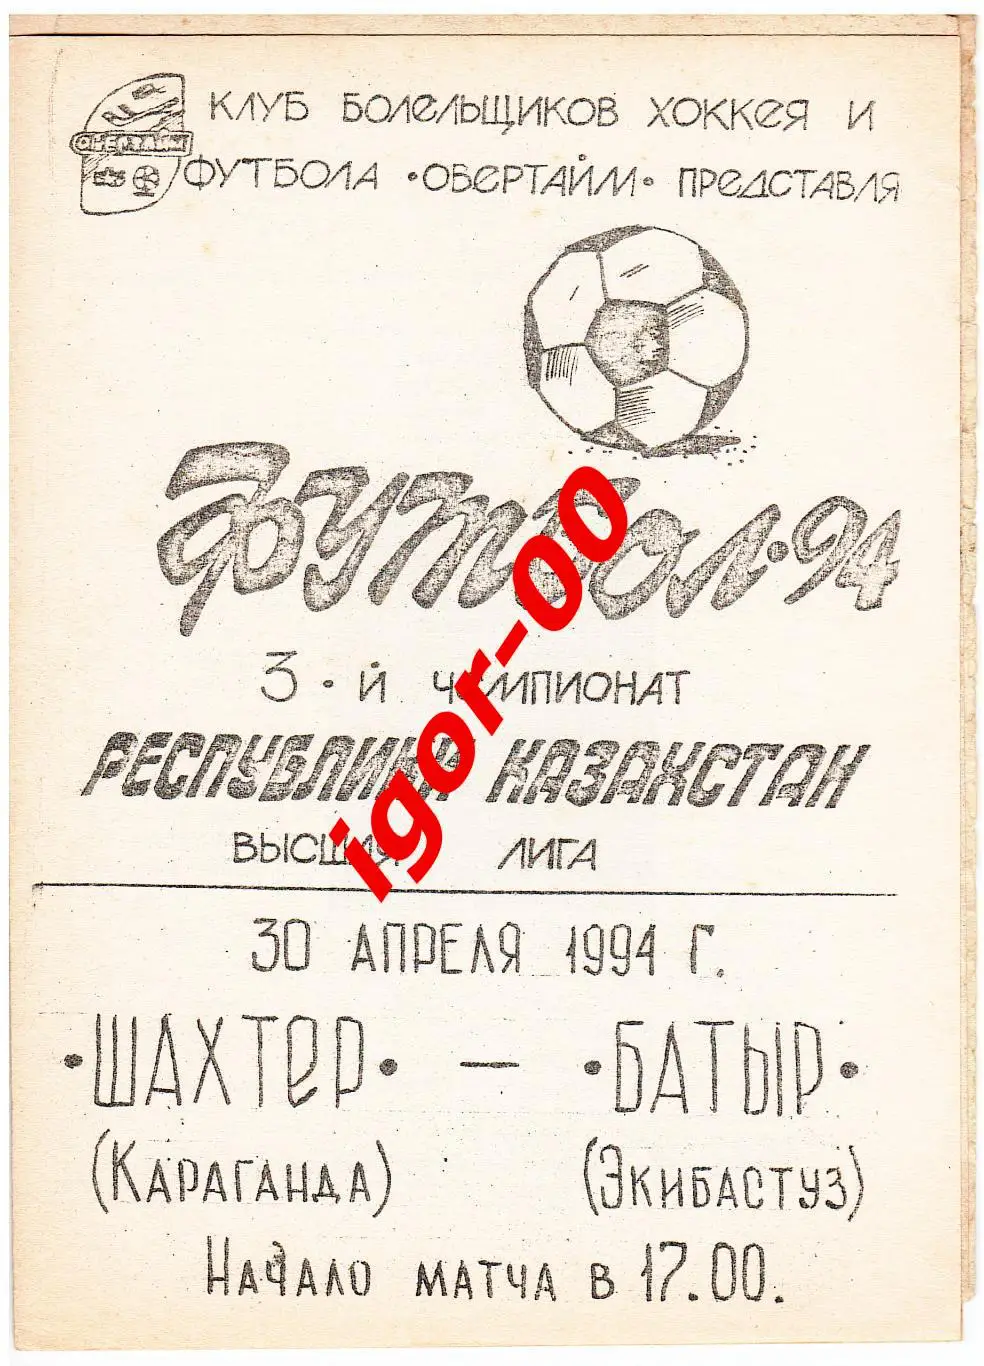 КЛУБ БОЛЕЛЬЩИКОВ ХОККЕЯ И
ОВЕРТАЙМ
ФУТБОЛА •ОВЕРТАЙМ• ПРЕДСТАВЛЯ
ФУТБОЛ•94
igor-00
3-Й ЧЕМПИОНАТ
РЕСПУБЛИКИ КАЗАХСТАН
ВЫСШАЯ ЛИГА
30 АПРЕЛЯ 1994 Г.
•ШАХТЕР• — •БАТЫР•
(КАРАГАНДА) (ЭКИБАСТУЗ)
НАЧАЛО МАТЧА В 17.00.